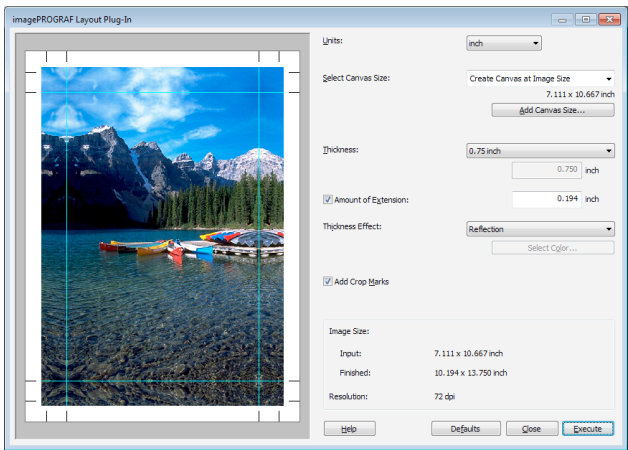 imagePROGRAF Layout Plug-In
Units:
inch
Select Canvas Size:
Create Canvas at Image Size
7.111 x 10.667 inch
Add Canvas Size...
Thickness:
0.75 inch
0.750 inch
Amount of Extension:
0.194 inch
Thickness Effect:
Reflection
Select Color...
Add Crop Marks
Image Size:
Input: 7.111 x 10.667 inch
Finished: 10.194 x 13.750 inch
Resolution: 72 dpi
Help Defaults Close Execute